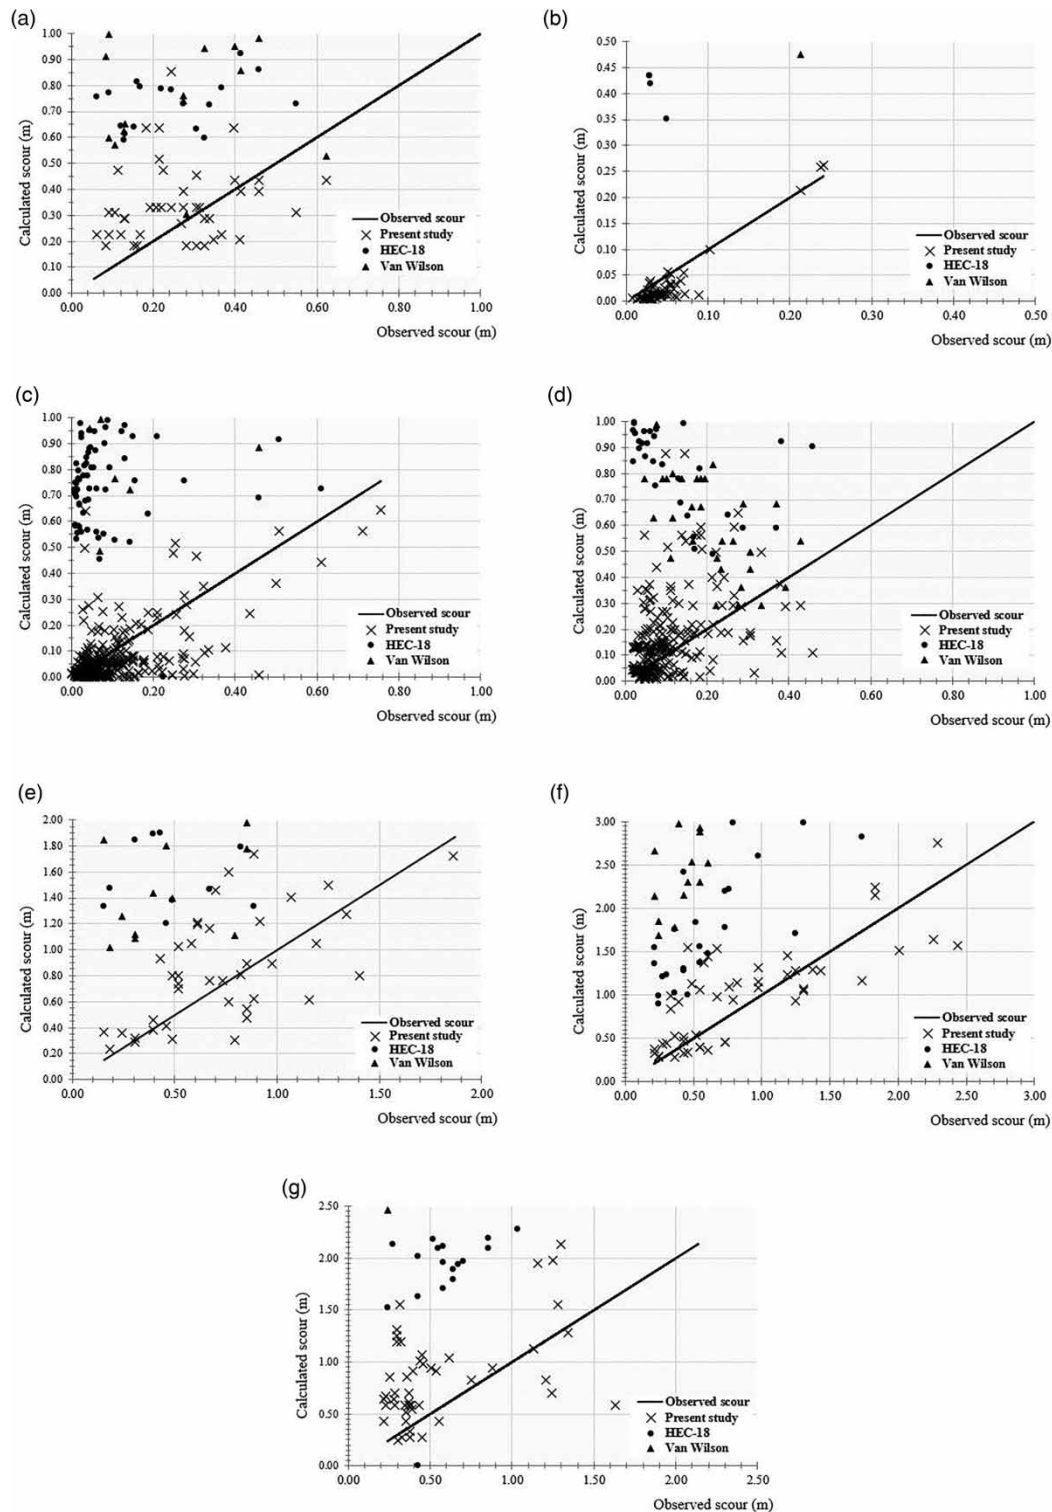 (a)
1.00
0.90
0.80
0.70
0.60
0.50
0.40
0.30
0.20
0.10
0.00
Calculated scour (m)
Observed scour
Present study
HEC-18
Van Wilson
0.00 0.20 0.40 0.60 0.80 1.00
Observed scour (m)
(b)
0.50
0.45
0.40
0.35
0.30
0.25
0.20
0.15
0.10
0.05
0.00
Calculated scour (m)
Observed scour
Present study
HEC-18
Van Wilson
0.00 0.10 0.20 0.30 0.40 0.50
Observed scour (m)
(c)
1.00
0.90
0.80
0.70
0.60
0.50
0.40
0.30
0.20
0.10
0.00
Calculated scour (m)
Observed scour
Present study
HEC-18
Van Wilson
0.00 0.20 0.40 0.60 0.80 1.00
Observed scour (m)
(d)
1.00
0.90
0.80
0.70
0.60
0.50
0.40
0.30
0.20
0.10
0.00
Calculated scour (m)
Observed scour
Present study
HEC-18
Van Wilson
0.00 0.20 0.40 0.60 0.80 1.00
Observed scour (m)
(e)
2.00
1.80
1.60
1.40
1.20
1.00
0.80
0.60
0.40
0.20
0.00
Calculated scour (m)
Observed scour
Present study
HEC-18
Van Wilson
0.00 0.50 1.00 1.50 2.00
Observed scour (m)
(f)
3.00
2.50
2.00
1.50
1.00
0.50
0.00
Calculated scour (m)
Observed scour
Present study
HEC-18
Van Wilson
0.00 0.50 1.00 1.50 2.00 2.50 3.00
Observed scour (m)
(g)
2.50
2.00
1.50
1.00
0.50
0.00
Calculated scour (m)
Observed scour
Present study
HEC-18
Van Wilson
0.00 0.50 1.00 1.50 2.00 2.50
Observed scour (m)